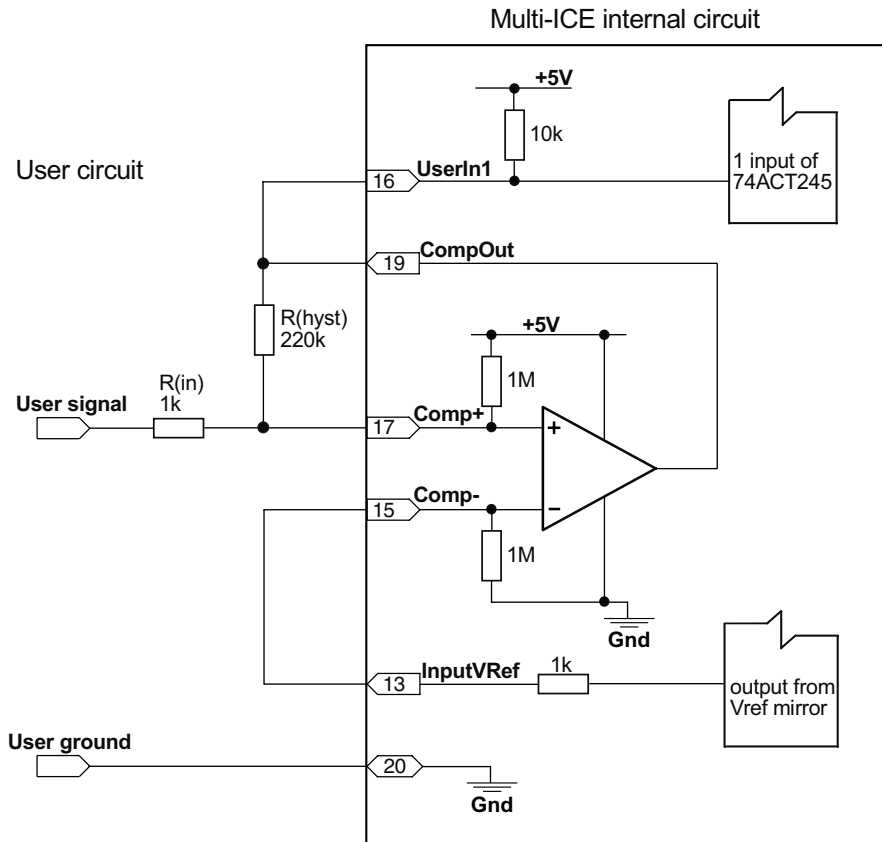 Multi-ICE internal circuit
+5V
10k
User circuit
16
UserIn1
1 input of
74ACT245
19
CompOut
R(hyst)
220k
+5V
1M
R(in)
1k
User signal
17
Comp+
+
15
Comp-
−
1M
Gnd
13
InputVRef
1k
output from
Vref mirror
User ground
20
Gnd